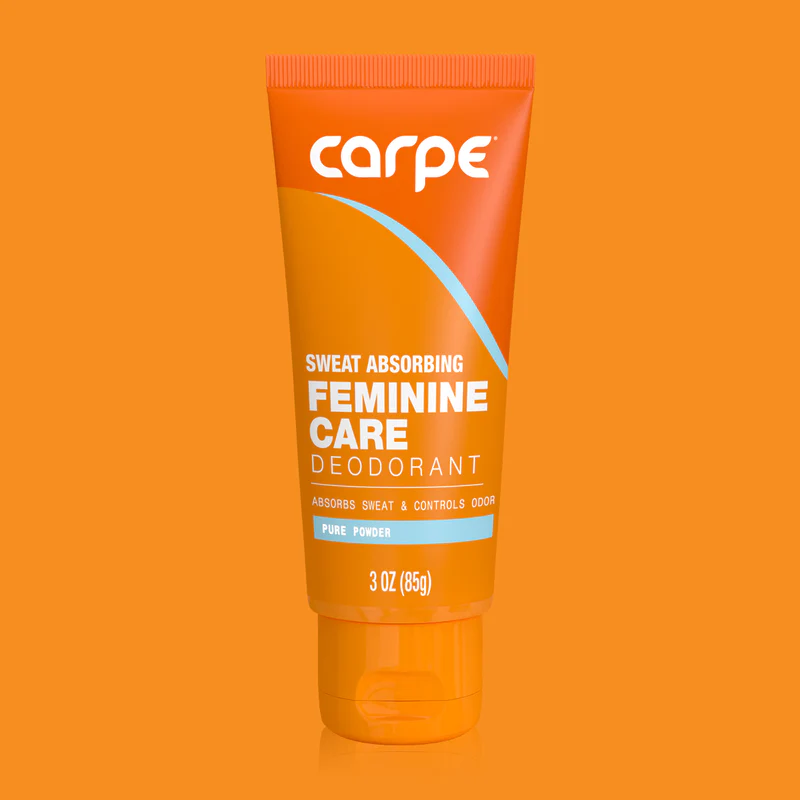 carpe
SWEAT ABSORBING
FEMININE
CARE
DEODORANT
ABSORBS SWEAT & CONTROLS ODOR
PURE POWDER
3 OZ (85g)